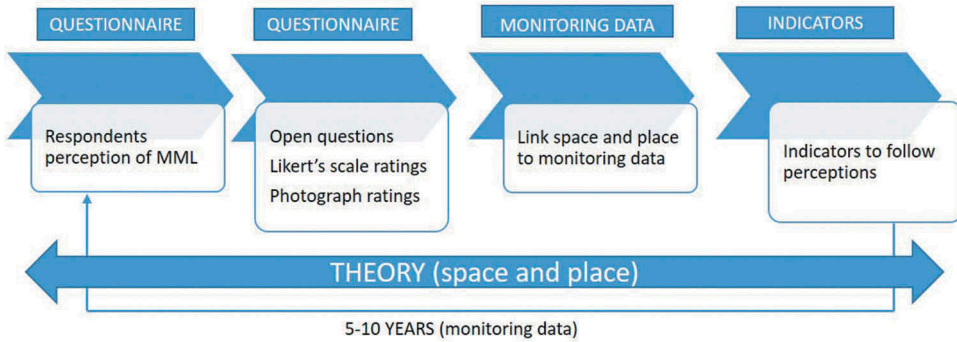 QUESTIONNAIRE
QUESTIONNAIRE
MONITORING DATA
INDICATORS
Respondents
perception of MML
Open questions
Likert's scale ratings
Photograph ratings
Link space and place
to monitoring data
Indicators to follow
perceptions
THEORY (space and place)
5-10 YEARS (monitoring data)